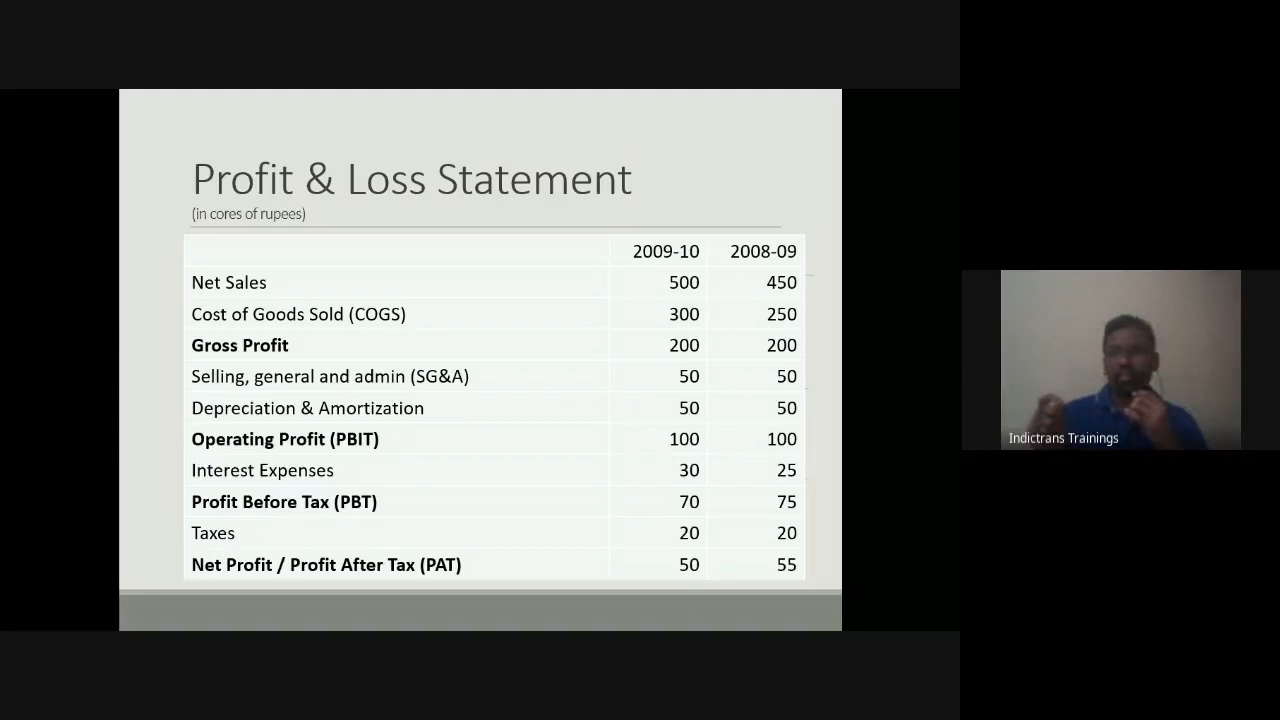 Profit & Loss Statement
(in cores of rupees)
2009-10 2008-09
Net Sales 500 450
Cost of Goods Sold (COGS) 300 250
Gross Profit 200 200
Selling, general and admin (SG&A) 50 50
Depreciation & Amortization 50 50
Operating Profit (PBIT) 100 100
Interest Expenses 30 25
Profit Before Tax (PBT) 70 75
Taxes 20 20
Net Profit / Profit After Tax (PAT) 50 55
Indictrans Trainings